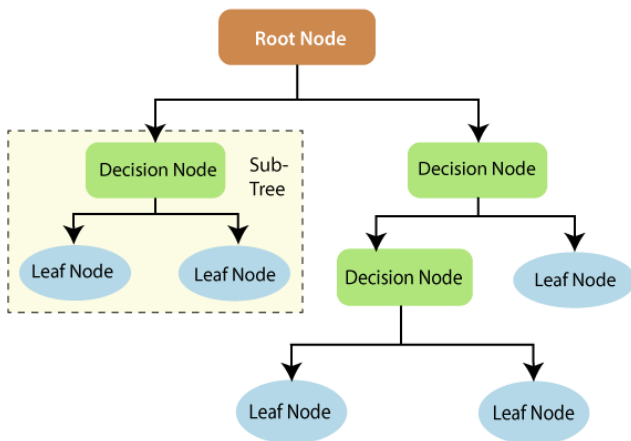 Root Node
Decision Node
Sub-
Tree
Decision Node
Leaf Node
Leaf Node
Decision Node
Leaf Node
Leaf Node
Leaf Node